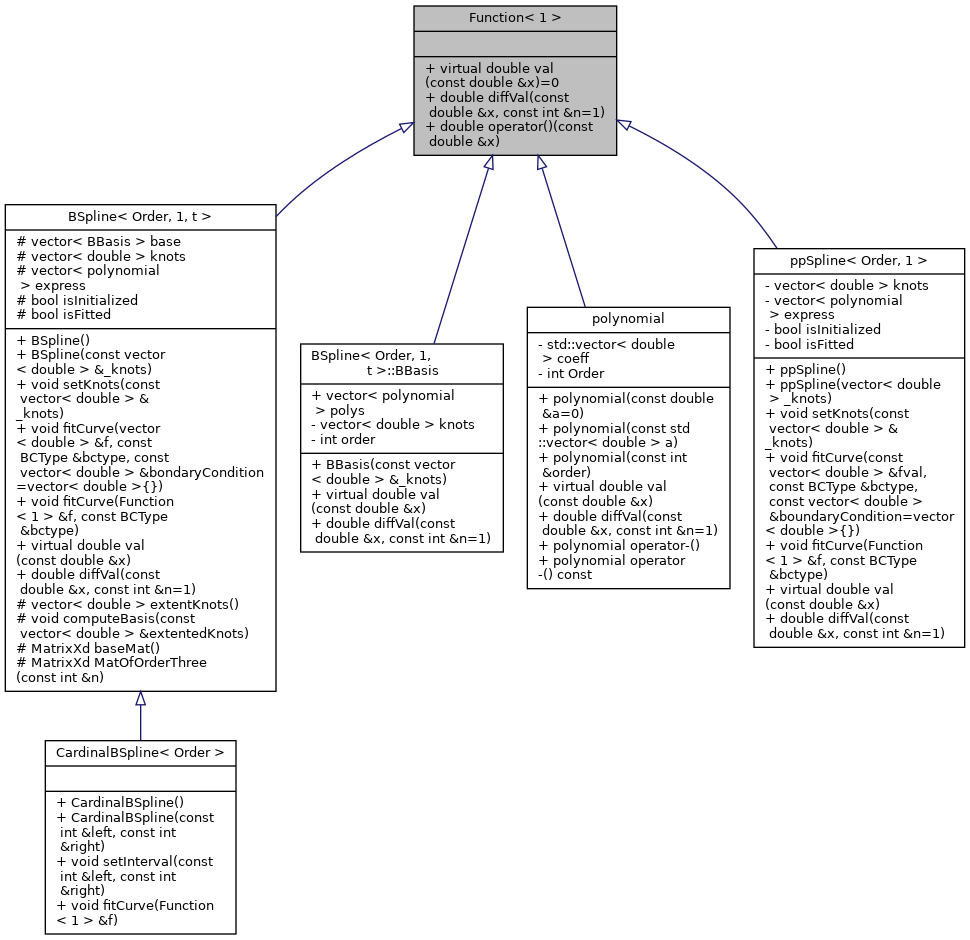 Function< 1 >
+ virtual double val
(const double &x)=0
+ double diffVal(const
double &x, const int &n=1)
+ double operator()(const
double &x)
BSpline< Order, 1, t >
# vector< BBasis > base
# vector< double > knots
# vector< polynomial
> express
# bool isInitialized
# bool isFitted
+ BSpline()
+ BSpline(const vector
< double > &_knots)
+ void setKnots(const
vector< double > &
_knots)
+ void fitCurve(vector
< double > &f, const
BCType &bctype, const
vector< double > &bondaryCondition
=vector< double >{})
+ void fitCurve(Function
< 1 > &f, const BCType
&bctype)
+ virtual double val
(const double &x)
+ double diffVal(const
double &x, const int &n=1)
# vector< double > extentKnots()
# void computeBasis(const
vector< double > &extentedKnots)
# MatrixXd baseMat()
# MatrixXd MatOfOrderThree
(const int &n)
BSpline< Order, 1,
t >::BBasis
+ vector< polynomial
> polys
- vector< double > knots
- int order
+ BBasis(const vector
< double > &_knots)
+ virtual double val
(const double &x)
+ double diffVal(const
double &x, const int &n=1)
polynomial
- std::vector< double
> coeff
- int Order
+ polynomial(const double
&a=0)
+ polynomial(const std
::vector< double > a)
+ polynomial(const int
&order)
+ virtual double val
(const double &x)
+ double diffVal(const
double &x, const int &n=1)
+ polynomial operator-()
+ polynomial operator
-() const
ppSpline< Order, 1 >
- vector< double > knots
- vector< polynomial
> express
- bool isInitialized
- bool isFitted
+ ppSpline()
+ ppSpline(vector< double
> _knots)
+ void setKnots(const
vector< double > &
_knots)
+ void fitCurve(const
vector< double > &fval,
const BCType &bctype,
const vector< double >
&boundaryCondition=vector
< double >{})
+ void fitCurve(Function
< 1 > &f, const BCType
&bctype)
+ virtual double val
(const double &x)
+ double diffVal(const
double &x, const int &n=1)
CardinalBSpline< Order >
+ CardinalBSpline()
+ CardinalBSpline(const
int &left, const int
&right)
+ void setInterval(const
int &left, const int
&right)
+ void fitCurve(Function
< 1 > &f)